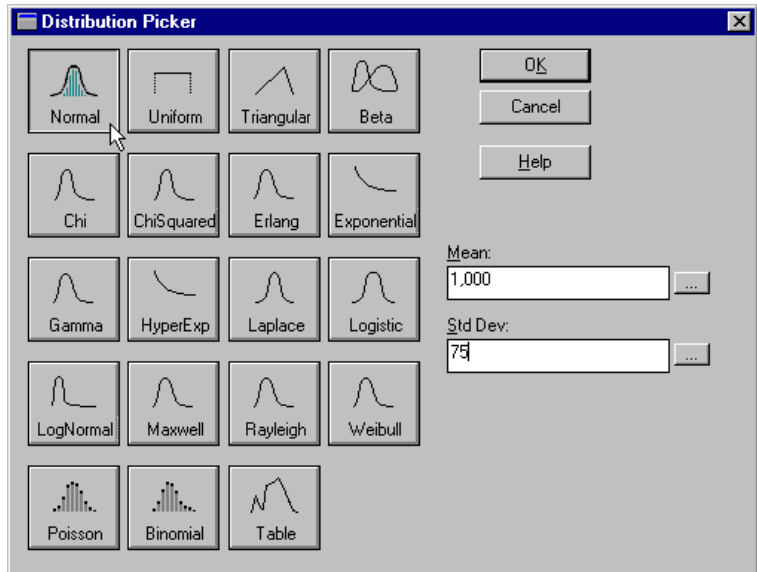 Distribution Picker
Normal
Uniform
Triangular
Beta
Chi
ChiSquared
Erlang
Exponential
Gamma
HyperExp
Laplace
Logistic
LogNormal
Maxwell
Rayleigh
Weibull
Poisson
Binomial
Table
OK
Cancel
Help
Mean:
1,000
...
Std Dev:
75
...